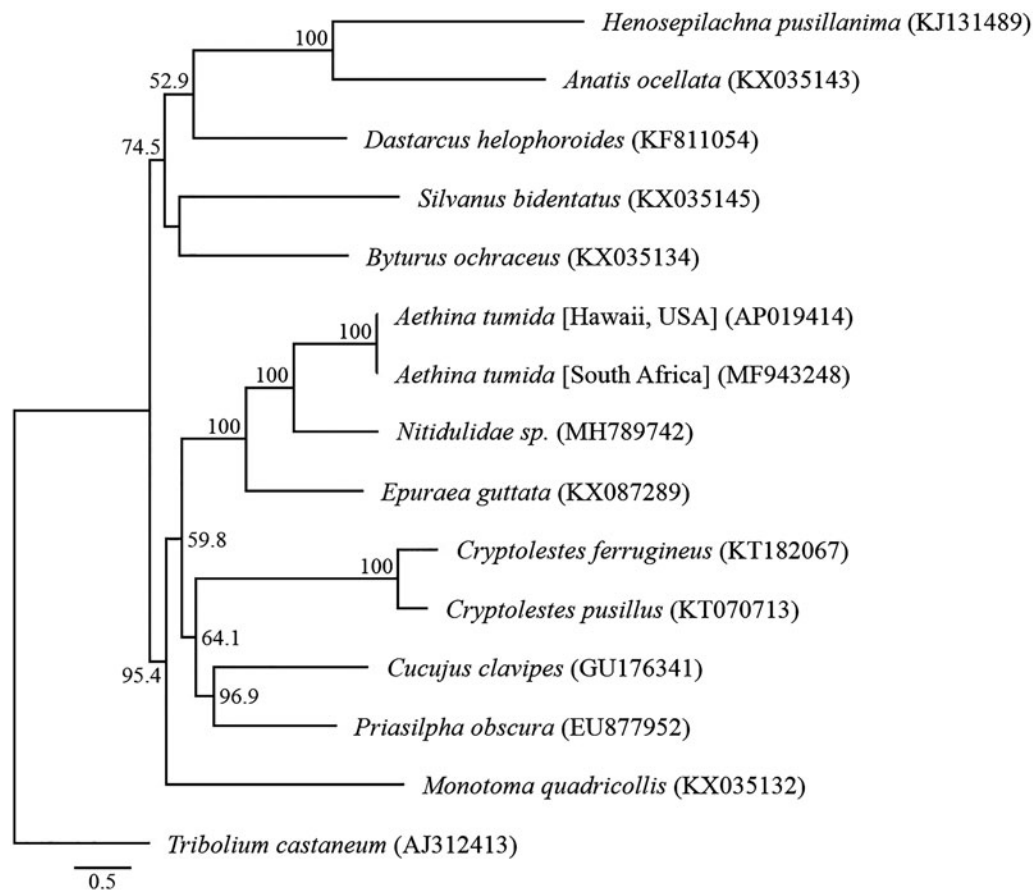 Henosepilachna pusillanima (KJ131489)
100
Anatis ocellata (KX035143)
52.9
Dastarcus helophoroides (KF811054)
74.5
Silvanus bidentatus (KX035145)
Byturus ochraceus (KX035134)
Aethina tumida [Hawaii, USA] (AP019414)
100
Aethina tumida [South Africa] (MF943248)
100
Nitidulidae sp. (MH789742)
100
Epuraea guttata (KX087289)
59.8
Cryptolestes ferrugineus (KT182067)
100
Cryptolestes pusillus (KT070713)
64.1
Cucujus clavipes (GU176341)
95.4
96.9
Priasilpha obscura (EU877952)
Monotoma quadricollis (KX035132)
Tribolium castaneum (AJ312413)
0.5